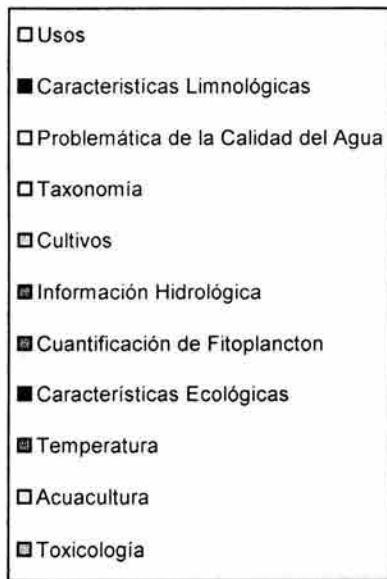 Usos
Caracteristícas Limnológicas
Problemática de la Calidad del Agua
Taxonomía
Cultivos
Información Hidrológica
Cuantificación de Fitoplancton
Características Ecológicas
Temperatura
Acuacultura
Toxicología